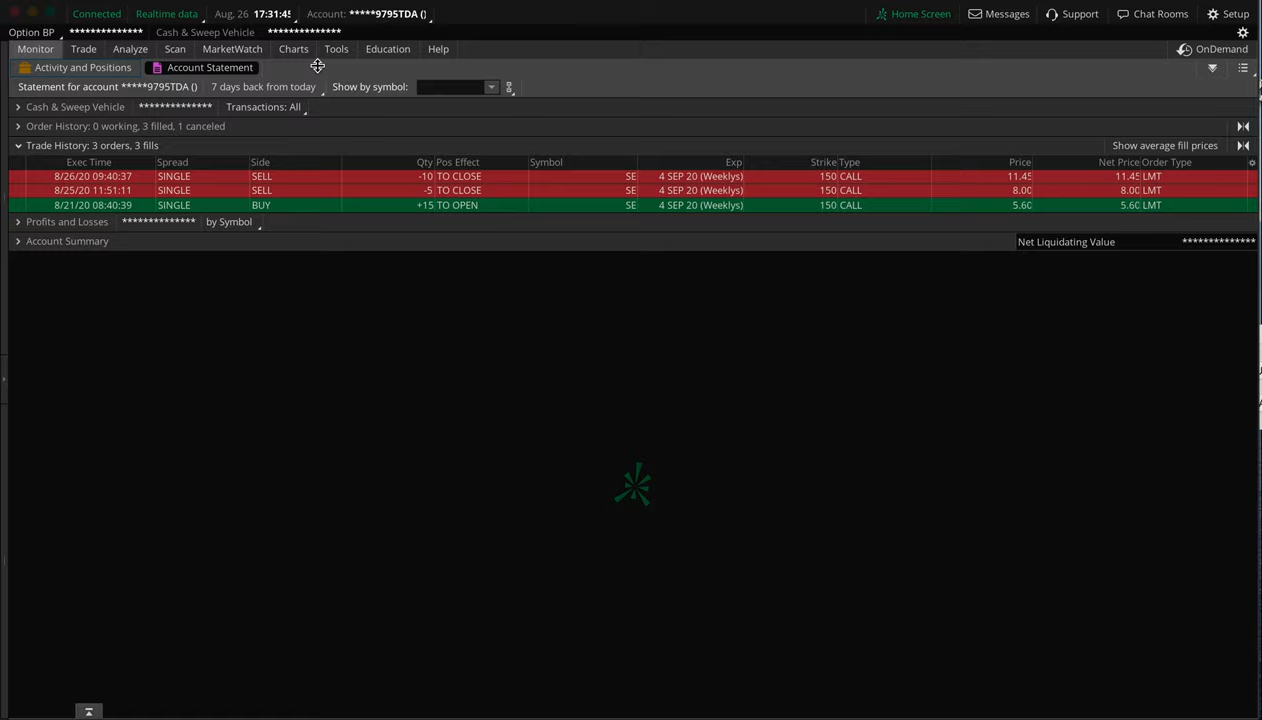 Connected Realtime data Aug, 26 17:31:45 Account: *****9795TDA () Home Screen Messages Support Chat Rooms Setup
Option BP ************** Cash & Sweep Vehicle **************
Monitor Trade Analyze Scan MarketWatch Charts Tools Education Help OnDemand
Activity and Positions Account Statement
Statement for account *****9795TDA () 7 days back from today Show by symbol:
Cash & Sweep Vehicle ************** Transactions: All
Order History: 0 working, 3 filled, 1 canceled
Trade History: 3 orders, 3 fills Show average fill prices
Exec Time Spread Side Qty Pos Effect Symbol Exp Strike Type Price Net Price Order Type
8/26/20 09:40:37 SINGLE SELL -10 TO CLOSE SE 4 SEP 20 (Weeklys) 150 CALL 11.45 11.45 LMT
8/25/20 11:51:11 SINGLE SELL -5 TO CLOSE SE 4 SEP 20 (Weeklys) 150 CALL 8.00 8.00 LMT
8/21/20 08:40:39 SINGLE BUY +15 TO OPEN SE 4 SEP 20 (Weeklys) 150 CALL 5.60 5.60 LMT
Profits and Losses ************** by Symbol
Account Summary Net Liquidating Value **************